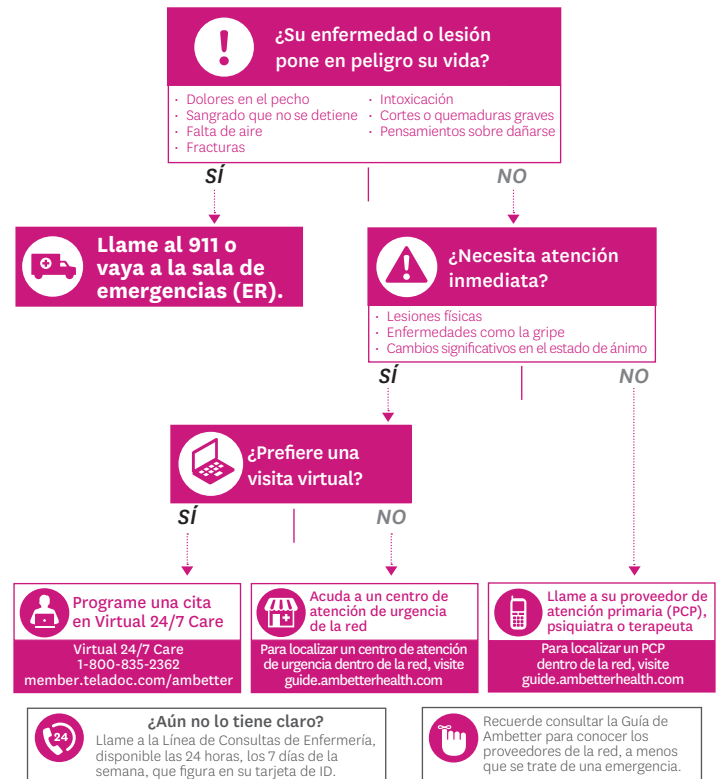 ¿Su enfermedad o lesión
pone en peligro su vida?
· Dolores en el pecho
· Sangrado que no se detiene
· Falta de aire
· Fracturas
· Intoxicación
· Cortes o quemaduras graves
· Pensamientos sobre dañarse
SÍ
NO
Llame al 911 o
vaya a la sala de
emergencias (ER).
¿Necesita atención
inmediata?
· Lesiones físicas
· Enfermedades como la gripe
· Cambios significativos en el estado de ánimo
SÍ
NO
¿Prefiere una
visita virtual?
SÍ
NO
Programe una cita
en Virtual 24/7 Care
Virtual 24/7 Care
1-800-835-2362
member.teladoc.com/ambetter
Acuda a un centro de
atención de urgencia
de la red
Para localizar un centro de atención
de urgencia dentro de la red, visite
guide.ambetterhealth.com
Llame a su proveedor de
atención primaria (PCP),
psiquiatra o terapeuta
Para localizar un PCP
dentro de la red, visite
guide.ambetterhealth.com
24
¿Aún no lo tiene claro?
Llame a la Línea de Consultas de Enfermería,
disponible las 24 horas, los 7 días de la
semana, que figura en su tarjeta de ID.
Recuerde consultar la Guía de
Ambetter para conocer los
proveedores de la red, a menos
que se trate de una emergencia.